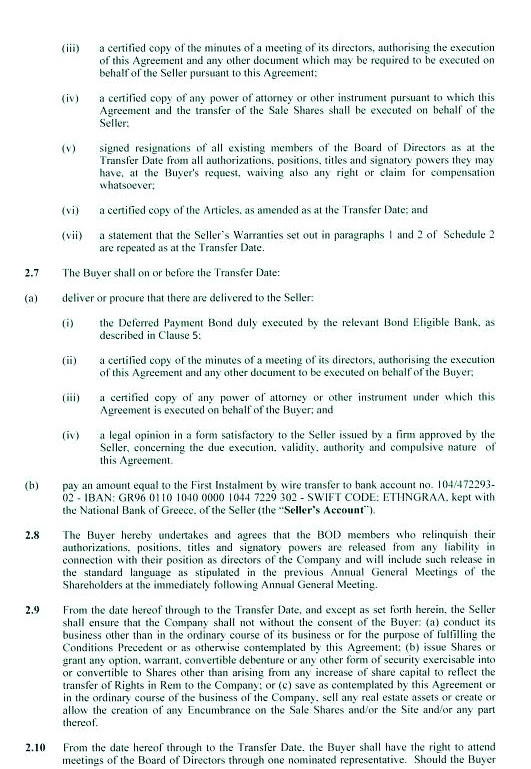 (iii) a certified copy of the minutes of a meeting of its directors, authorising the execution
of this Agreement and any other document which may be required to be executed on
behalf of the Seller pursuant to this Agreement;
(iv) a certified copy of any power of attorney or other instrument pursuant to which this
Agreement and the transfer of the Sale Shares shall be executed on behalf of the
Seller;
(v) signed resignations of all existing members of the Board of Directors as at the
Transfer Date from all authorizations, positions, titles and signatory powers they may
have, at the Buyer's request, waiving also any right or claim for compensation
whatsoever;
(vi) a certified copy of the Articles, as amended as at the Transfer Date; and
(vii) a statement that the Seller's Warranties set out in paragraphs 1 and 2 of Schedule 2
are repeated as at the Transfer Date.
2.7 The Buyer shall on or before the Transfer Date:
(a) deliver or procure that there are delivered to the Seller:
(i) the Deferred Payment Bond duly executed by the relevant Bond Eligible Bank, as
described in Clause 5;
(ii) a certified copy of the minutes of a meeting of its directors, authorising the execution
of this Agreement and any other document to be executed on behalf of the Buyer;
(iii) a certified copy of any power of attorney or other instrument under which this
Agreement is executed on behalf of the Buyer; and
(iv) a legal opinion in a form satisfactory to the Seller issued by a firm approved by the
Seller, concerning the due execution, validity, authority and compulsive nature of
this Agreement.
(b) pay an amount equal to the First Instalment by wire transfer to bank account no. 104/472293-
02 - IBAN: GR96 0110 1040 0000 1044 7229 302 - SWIFT CODE: ETHNGRAA, kept with
the National Bank of Greece, of the Seller (the “Seller's Account”).
2.8 The Buyer hereby undertakes and agrees that the BOD members who relinquish their
authorizations, positions, titles and signatory powers are released from any liability in
connection with their position as directors of the Company and will include such release in
the standard language as stipulated in the previous Annual General Meetings of the
Shareholders at the immediately following Annual General Meeting.
2.9 From the date hereof through to the Transfer Date, and except as set forth herein, the Seller
shall ensure that the Company shall not without the consent of the Buyer: (a) conduct its
business other than in the ordinary course of its business or for the purpose of fulfilling the
Conditions Precedent or as otherwise contemplated by this Agreement; (b) issue Shares or
grant any option, warrant, convertible debenture or any other form of security exercisable into
or convertible to Shares other than arising from any increase of share capital to reflect the
transfer of Rights in Rem to the Company; or (c) save as contemplated by this Agreement or
in the ordinary course of the business of the Company, sell any real estate assets or create or
allow the creation of any Encumbrance on the Sale Shares and/or the Site and/or any part
thereof.
2.10 From the date hereof through to the Transfer Date, the Buyer shall have the right to attend
meetings of the Board of Directors through one nominated representative. Should the Buyer